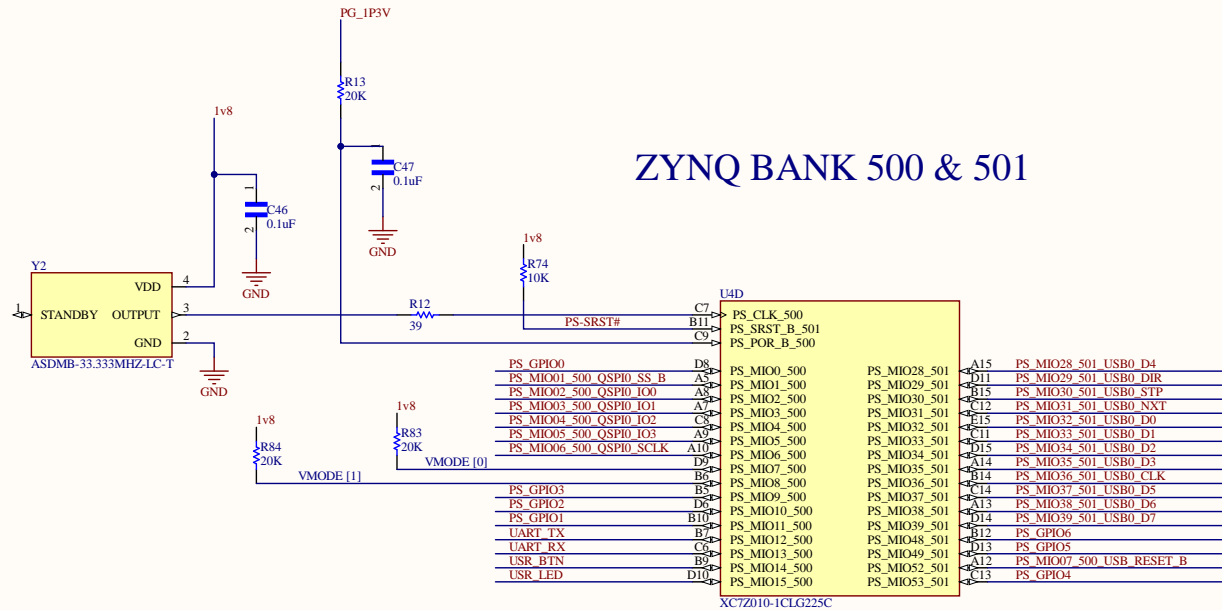 PG_1P3V
R13
20K
1v8
1
C47
0.1uF
2
ZYNQ BANK 500 & 501
1
C46
0.1uF
2
GND
1v8
R74
10K
Y2
GND
U4D
VDD 4
1 STANDBY OUTPUT 3
R12
39
C7 PS_CLK_500
PS-SRST# B11 PS_SRST_B_501
GND 2
C9 PS_POR_B_500
ASDMB-33.333MHZ-LC-T
GND
PS_GPIO0 D8 PS_MIO0_500 PS_MIO28_501 A15 PS_MIO28_501_USB0_D4
PS_MIO01_500_QSPI0_SS_B A5 PS_MIO1_500 PS_MIO29_501 D11 PS_MIO29_501_USB0_DIR
PS_MIO02_500_QSPI0_IO0 A8 PS_MIO2_500 PS_MIO30_501 B15 PS_MIO30_501_USB0_STP
PS_MIO03_500_QSPI0_IO1 A7 PS_MIO3_500 PS_MIO31_501 C12 PS_MIO31_501_USB0_NXT
PS_MIO04_500_QSPI0_IO2 C8 PS_MIO4_500 PS_MIO32_501 E15 PS_MIO32_501_USB0_D0
PS_MIO05_500_QSPI0_IO3 A9 PS_MIO5_500 PS_MIO33_501 C11 PS_MIO33_501_USB0_D1
PS_MIO06_500_QSPI0_SCLK A10 PS_MIO6_500 PS_MIO34_501 D15 PS_MIO34_501_USB0_D2
1v8
R84
20K
1v8
R83
20K
VMODE [0] D9 PS_MIO7_500 PS_MIO35_501 A14 PS_MIO35_501_USB0_D3
VMODE [1] B6 PS_MIO8_500 PS_MIO36_501 B14 PS_MIO36_501_USB0_CLK
PS_GPIO3 B5 PS_MIO9_500 PS_MIO37_501 C14 PS_MIO37_501_USB0_D5
PS_GPIO2 D6 PS_MIO10_500 PS_MIO38_501 A13 PS_MIO38_501_USB0_D6
PS_GPIO1 B10 PS_MIO11_500 PS_MIO39_501 D14 PS_MIO39_501_USB0_D7
UART_TX B7 PS_MIO12_500 PS_MIO48_501 B12 PS_GPIO6
UART_RX C6 PS_MIO13_500 PS_MIO49_501 D13 PS_GPIO5
USR_BTN B9 PS_MIO14_500 PS_MIO52_501 A12 PS_MIO07_500_USB_RESET_B
USR_LED D10 PS_MIO15_500 PS_MIO53_501 C13 PS_GPIO4
XC7Z010-1CLG225C